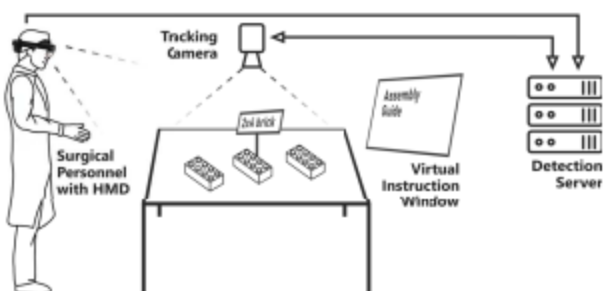 Tracking
Camera
Assembly
Guide
2x4 brick
Surgical
Personnel
with HMD
Virtual
Instruction
Window
Detection
Server